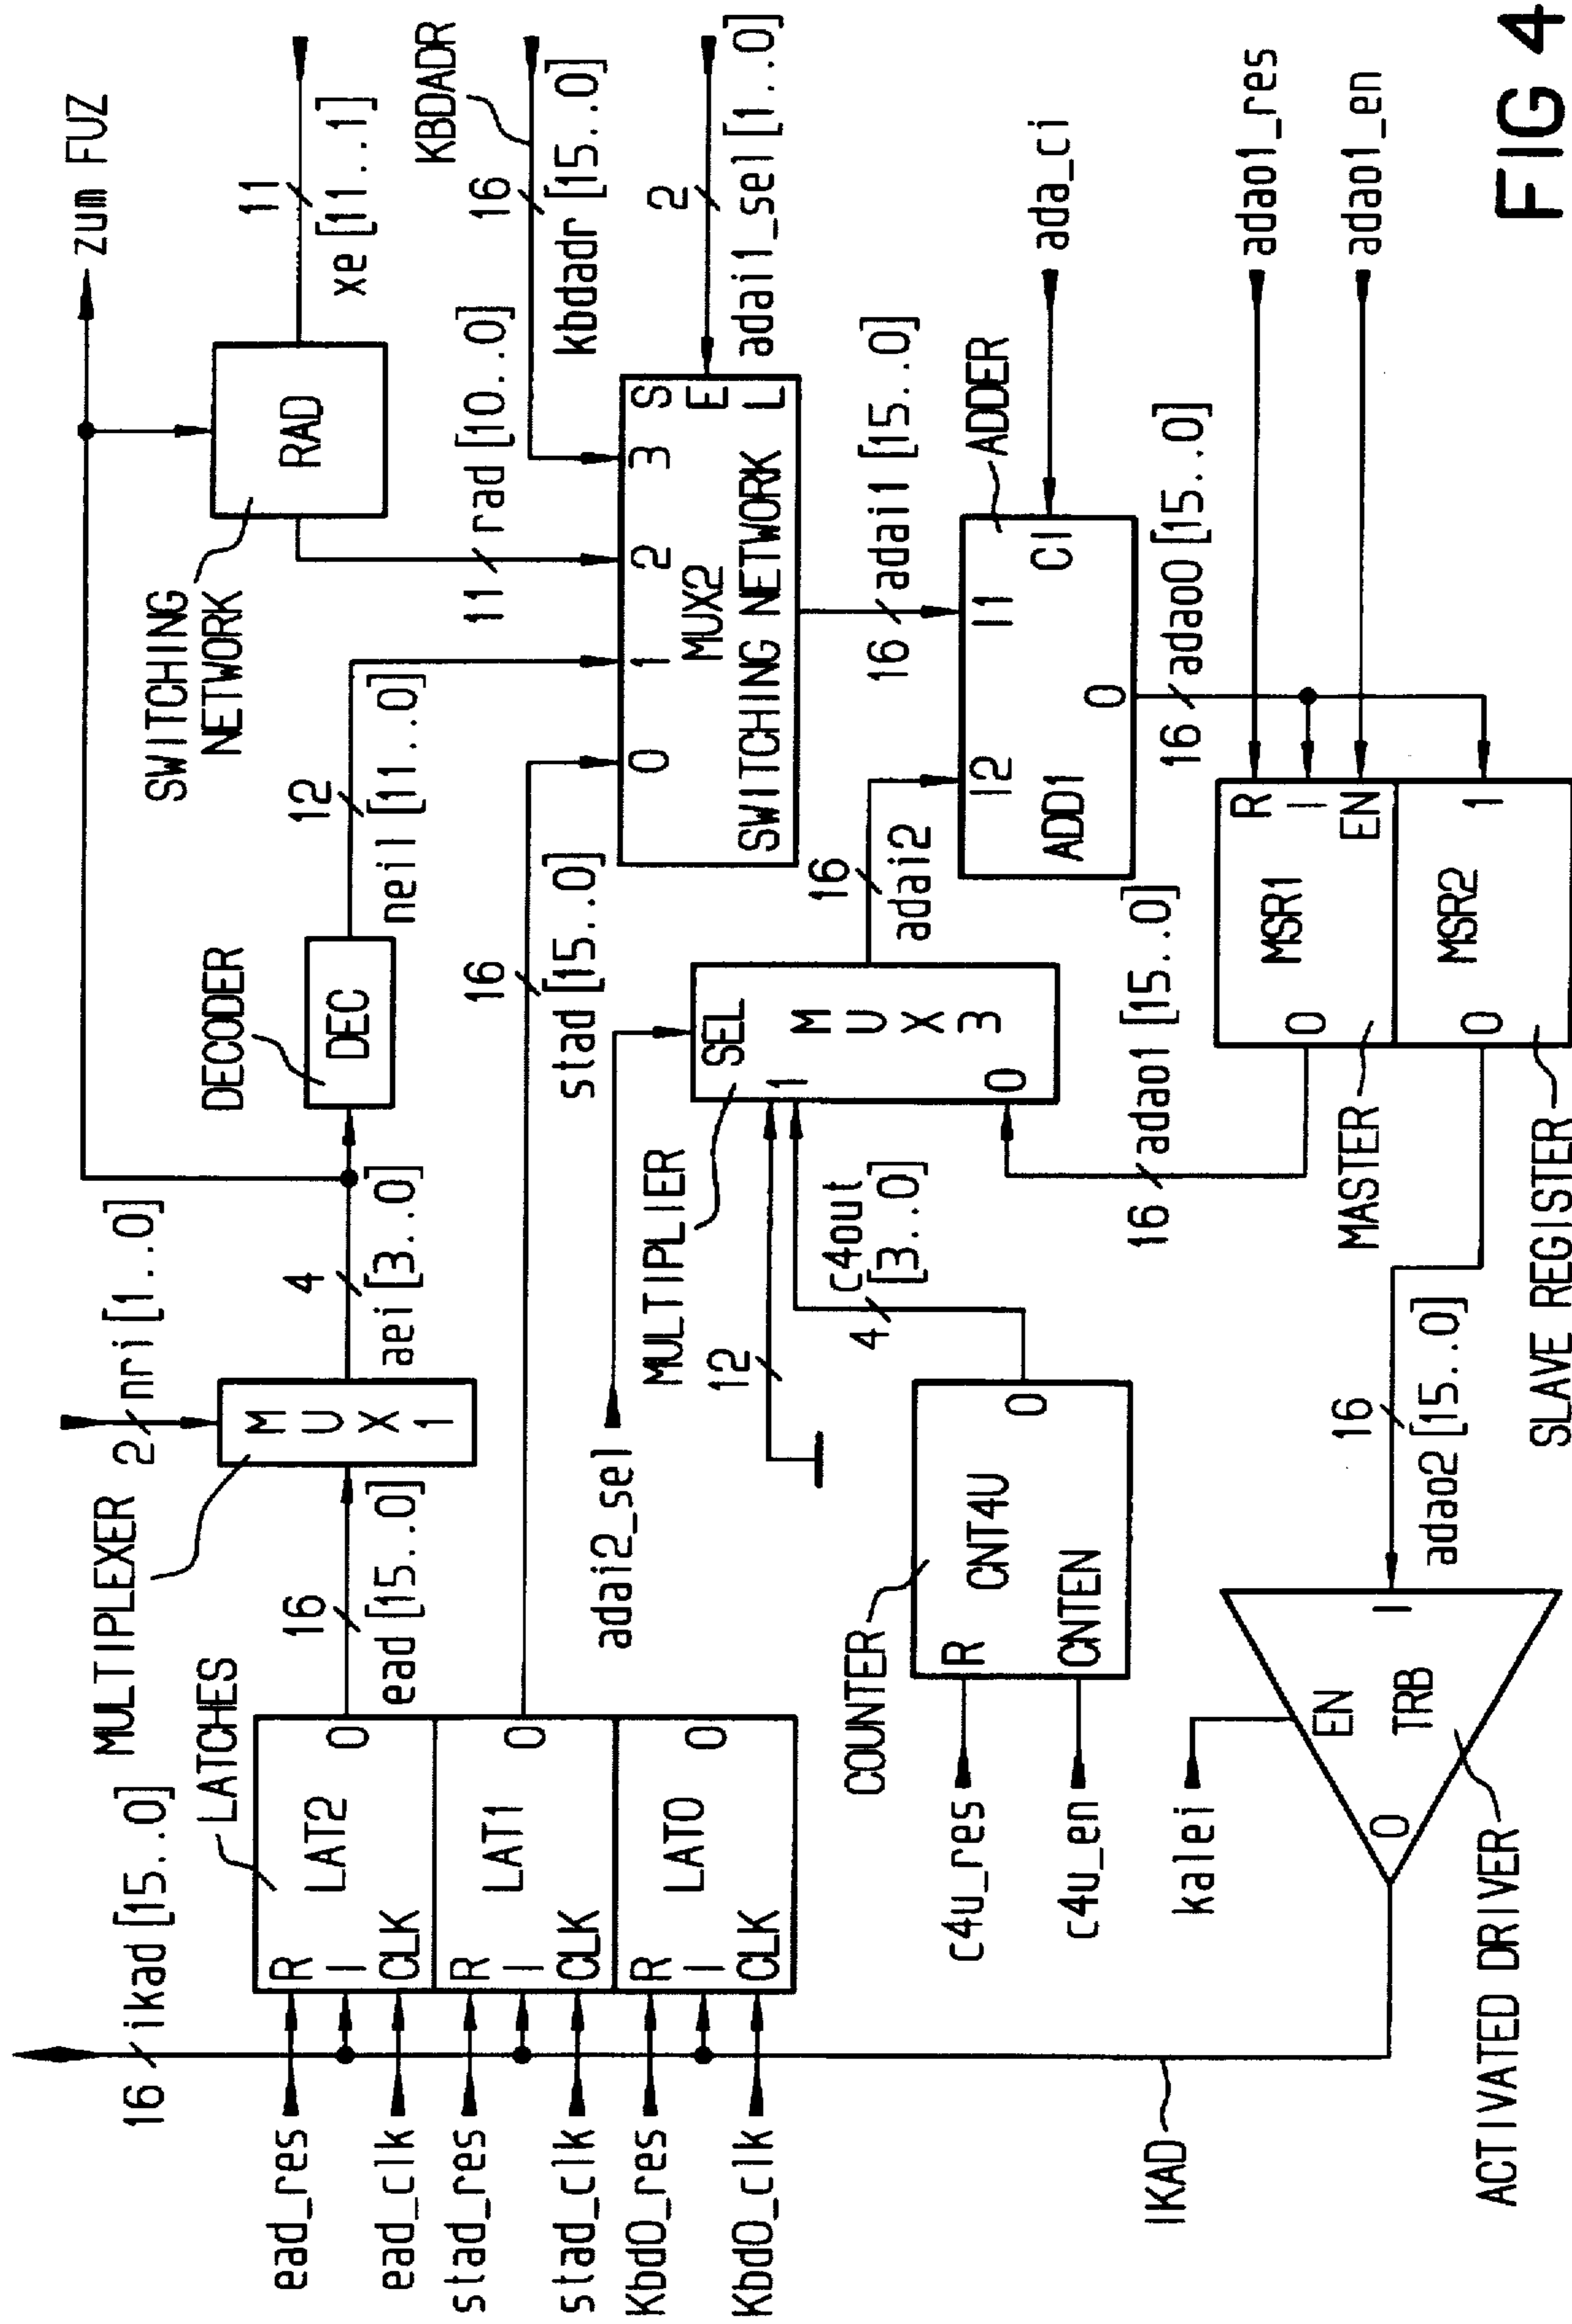 16 ikad [15..0]
ead_res
ead_clk
stad_res
stad_clk
Kbd0_res
Kbd0_clk
LATCHES
R
I
CLK
LAT2
O
R
I
CLK
LAT1
O
R
I
CLK
LAT0
O
16
ead [15..0]
MULTIPLEXER
2 nri [1..0]
MUX1
4
aei [3..0]
DECODER
DEC
12
neil [11..0]
zum FUZ
SWITCHING
NETWORK
RAD
11
xe [11..1]
11 rad [10..0]
KBDADR
16
kbdadr [15..0]
16
stad [15..0]
0
1
2
3
MUX2
SWITCHING NETWORK
SEL
2
adai1_sel [1...0]
adai2_sel
MULTIPLIER
SEL
1
MUX3
0
12
c4out
[3..0]
4
16
adai2
16 adai1 [15..0]
I2
I1
CI
ADD1
O
ADDER
ada_ci
16 adao0 [15..0]
COUNTER
R
CNT4U
CNTEN
O
c4u_res
c4u_en
16 adao1 [15..0]
adao1_res
adao1_en
R
I
EN
MSR1
O
1
MSR2
O
MASTER
SLAVE REGISTER
16
adao2 [15..0]
kalei
EN
I
TRB
O
IKAD
ACTIVATED DRIVER
FIG 4